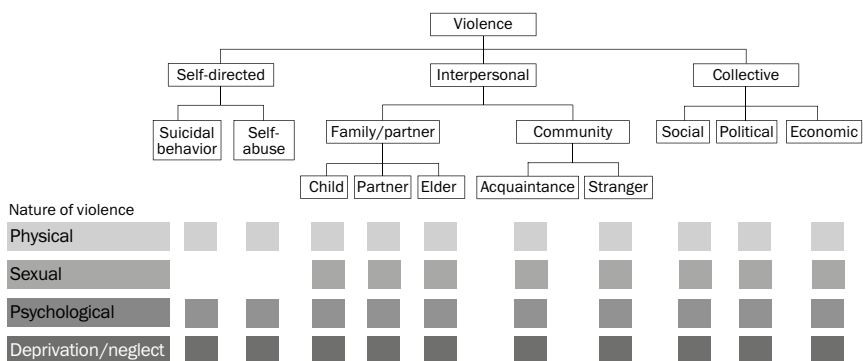 Violence
Self-directed
Interpersonal
Collective
Suicidal
behavior
Self-
abuse
Family/partner
Community
Social
Political
Economic
Child
Partner
Elder
Acquaintance
Stranger
Nature of violence
Physical
Sexual
Psychological
Deprivation/neglect